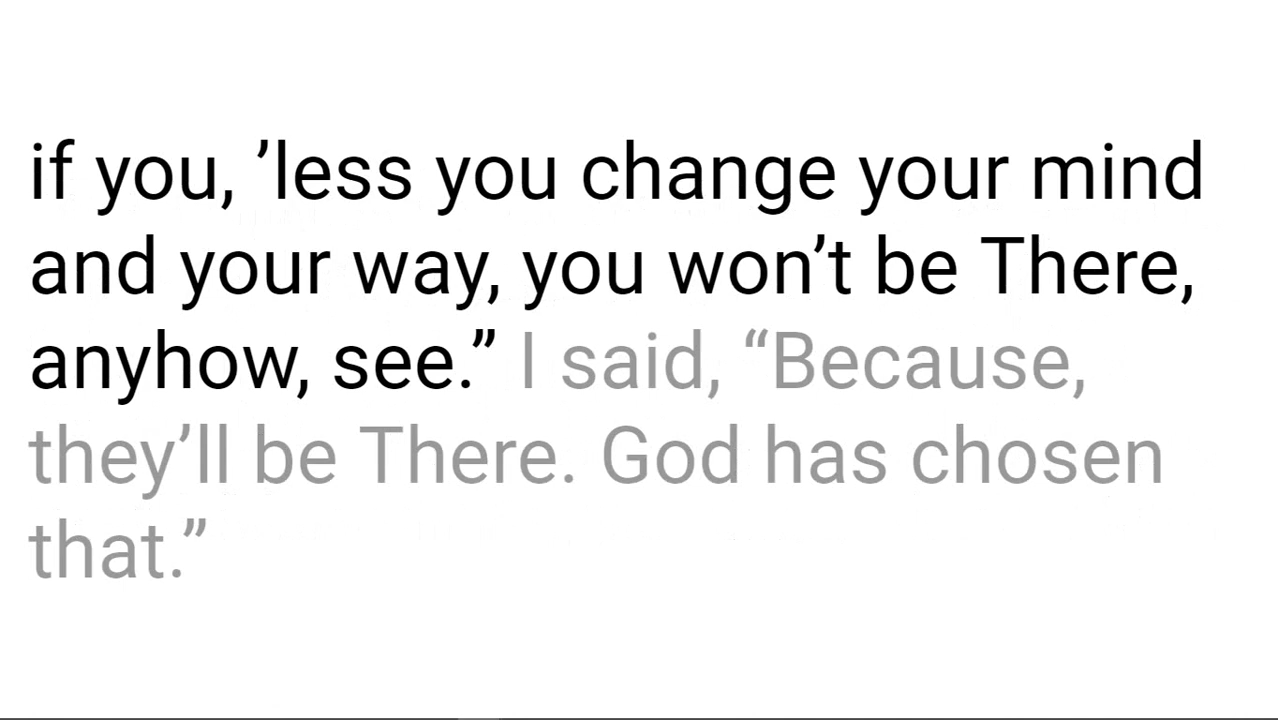 if you, ’less you change your mind
and your way, you won’t be There,
anyhow, see.” I said, “Because,
they’ll be There. God has chosen
that.”